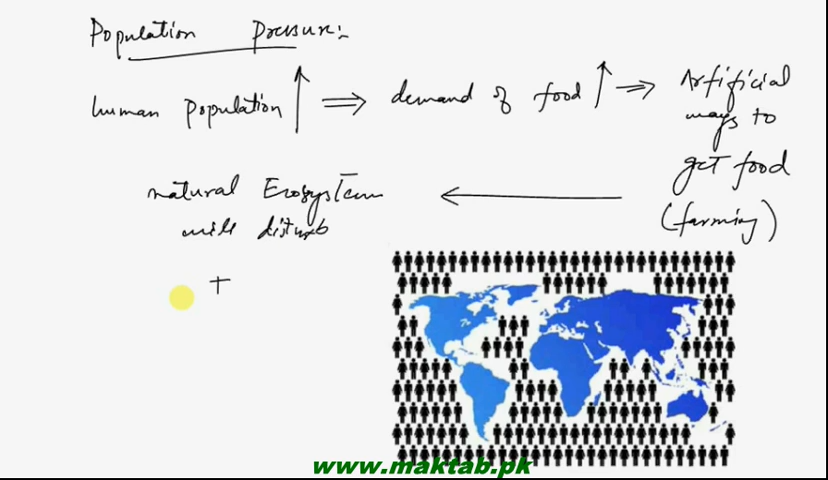 Population Pressure:-
human Population ↑ ⇒ demand of food ↑ ⇒ Artificial
ways to
get food
(farming)
←
natural Ecosystem
will disturb
+
www.maktab.pk